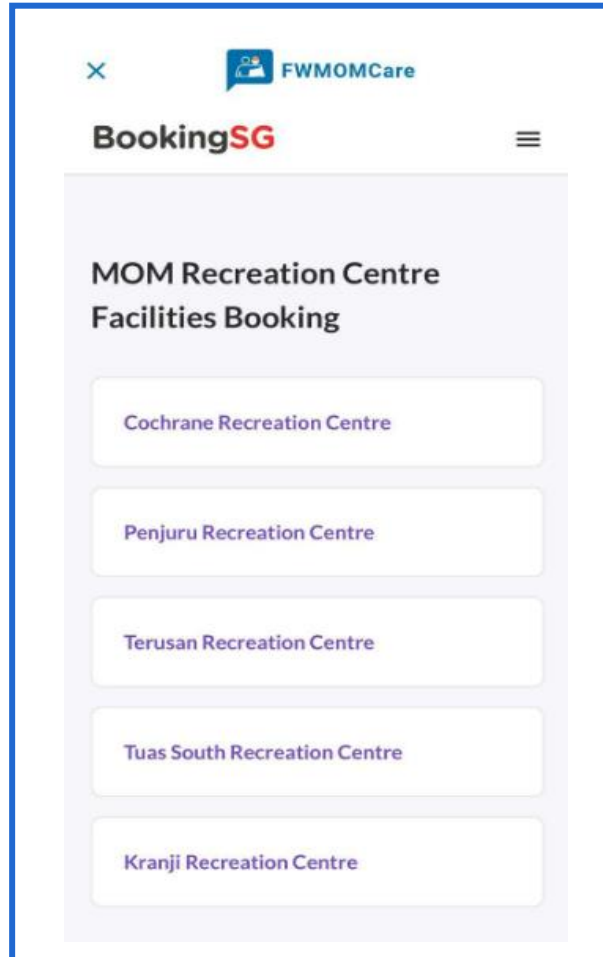 FWMOMCare
BookingSG
MOM Recreation Centre
Facilities Booking
Cochrane Recreation Centre
Penjuru Recreation Centre
Terusan Recreation Centre
Tuas South Recreation Centre
Kranji Recreation Centre